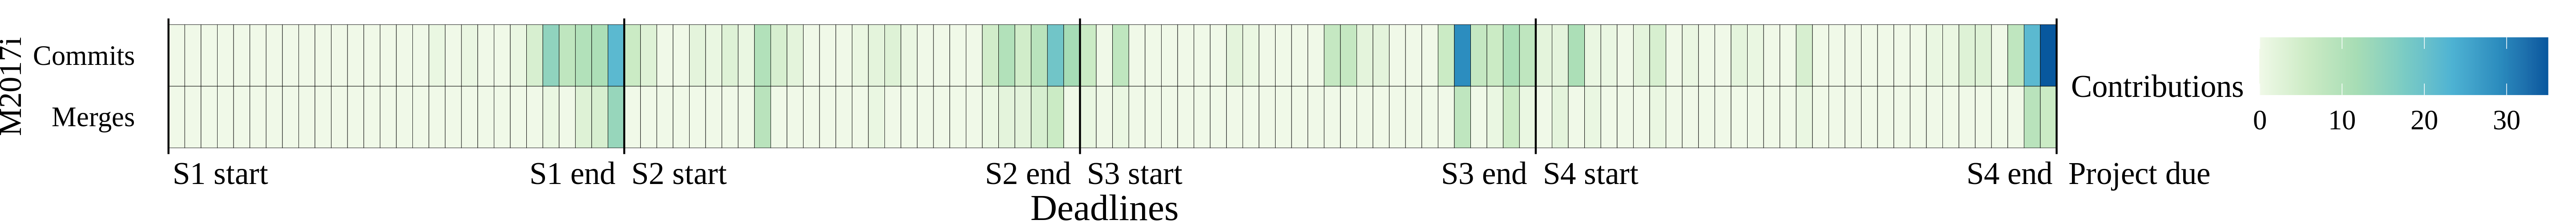 M2017i
Commits
Merges
S1 start
S1 end
S2 start
S2 end
S3 start
S3 end
S4 start
S4 end
Project due
Deadlines
Contributions
0
10
20
30